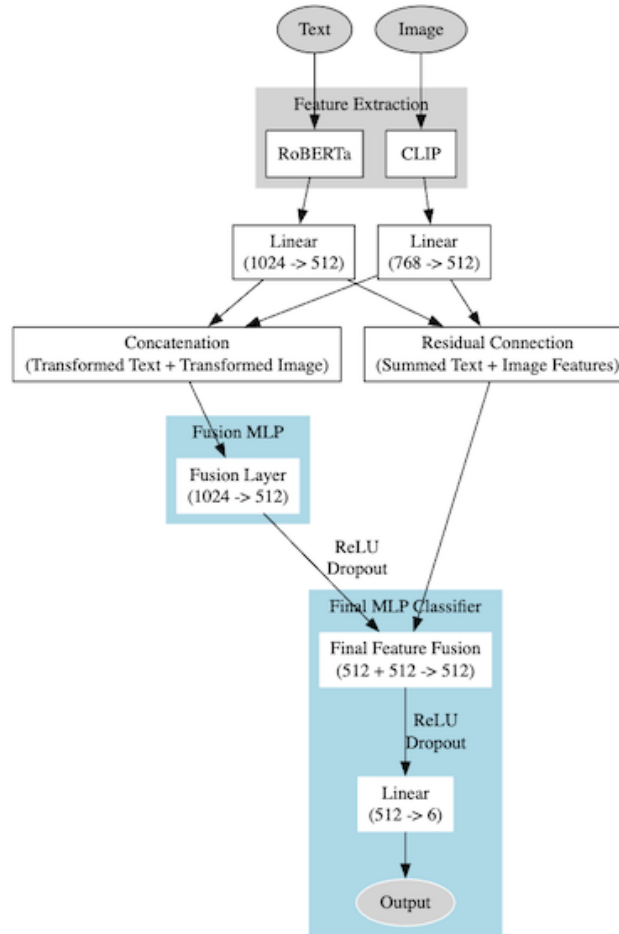 Text
Image
Feature Extraction
RoBERTa
CLIP
Linear
(1024 -> 512)
Linear
(768 -> 512)
Concatenation
(Transformed Text + Transformed Image)
Residual Connection
(Summed Text + Image Features)
Fusion MLP
Fusion Layer
(1024 -> 512)
ReLU
Dropout
Final MLP Classifier
Final Feature Fusion
(512 + 512 -> 512)
ReLU
Dropout
Linear
(512 -> 6)
Output